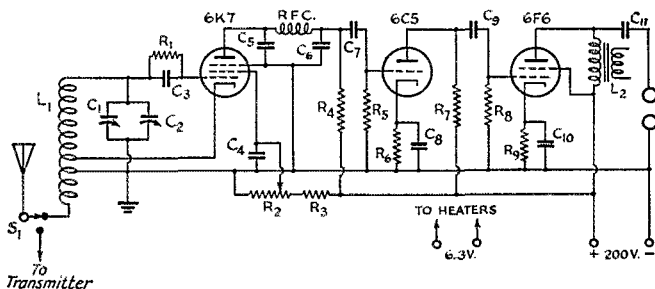 6K7
R.F.C.
6C5
6F6
C5
C6
C7
C9
C11
R1
C3
L1
C1
C2
C4
R4
R5
R6
C8
R7
R8
R9
C10
L2
R2
R3
S1
To
Transmitter
TO HEATERS
6.3V.
+ 200V. −